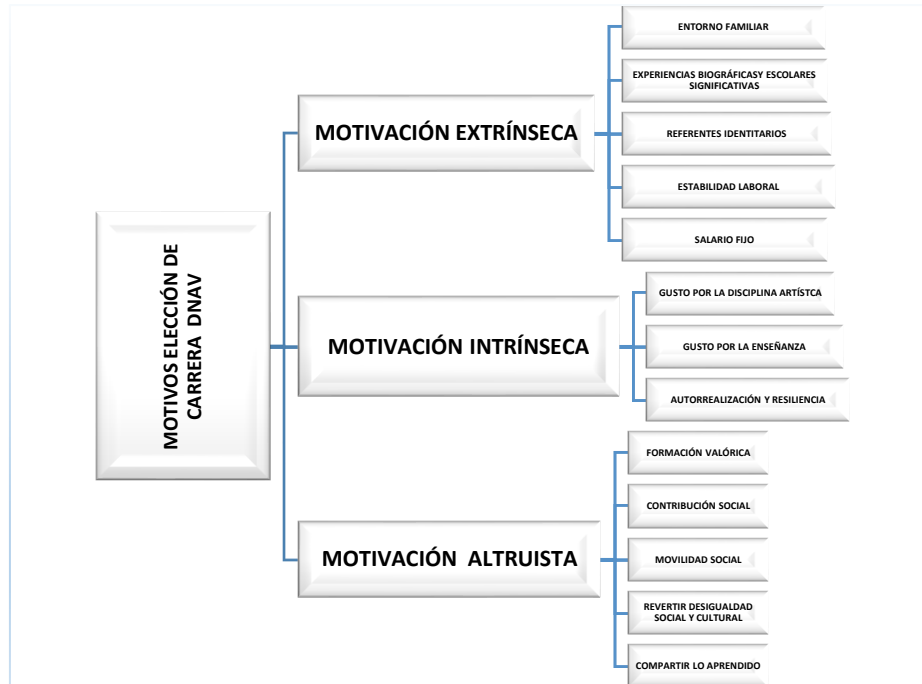 MOTIVOS ELECCIÓN DE
CARRERA DNAV
MOTIVACIÓN EXTRÍNSECA
ENTORNO FAMILIAR
EXPERIENCIAS BIOGRÁFICASY ESCOLARES
SIGNIFICATIVAS
REFERENTES IDENTITARIOS
ESTABILIDAD LABORAL
SALARIO FIJO
MOTIVACIÓN INTRÍNSECA
GUSTO POR LA DISCIPLINA ARTÍSTCA
GUSTO POR LA ENSEÑANZA
AUTORREALIZACIÓN Y RESILIENCIA
MOTIVACIÓN ALTRUISTA
FORMACIÓN VALÓRICA
CONTRIBUCIÓN SOCIAL
MOVILIDAD SOCIAL
REVERTIR DESIGUALDAD
SOCIAL Y CULTURAL
COMPARTIR LO APRENDIDO